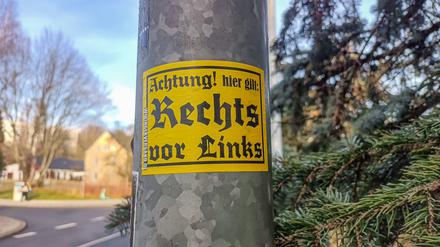 Achtung! hier gilt:
Rechts
vor Links